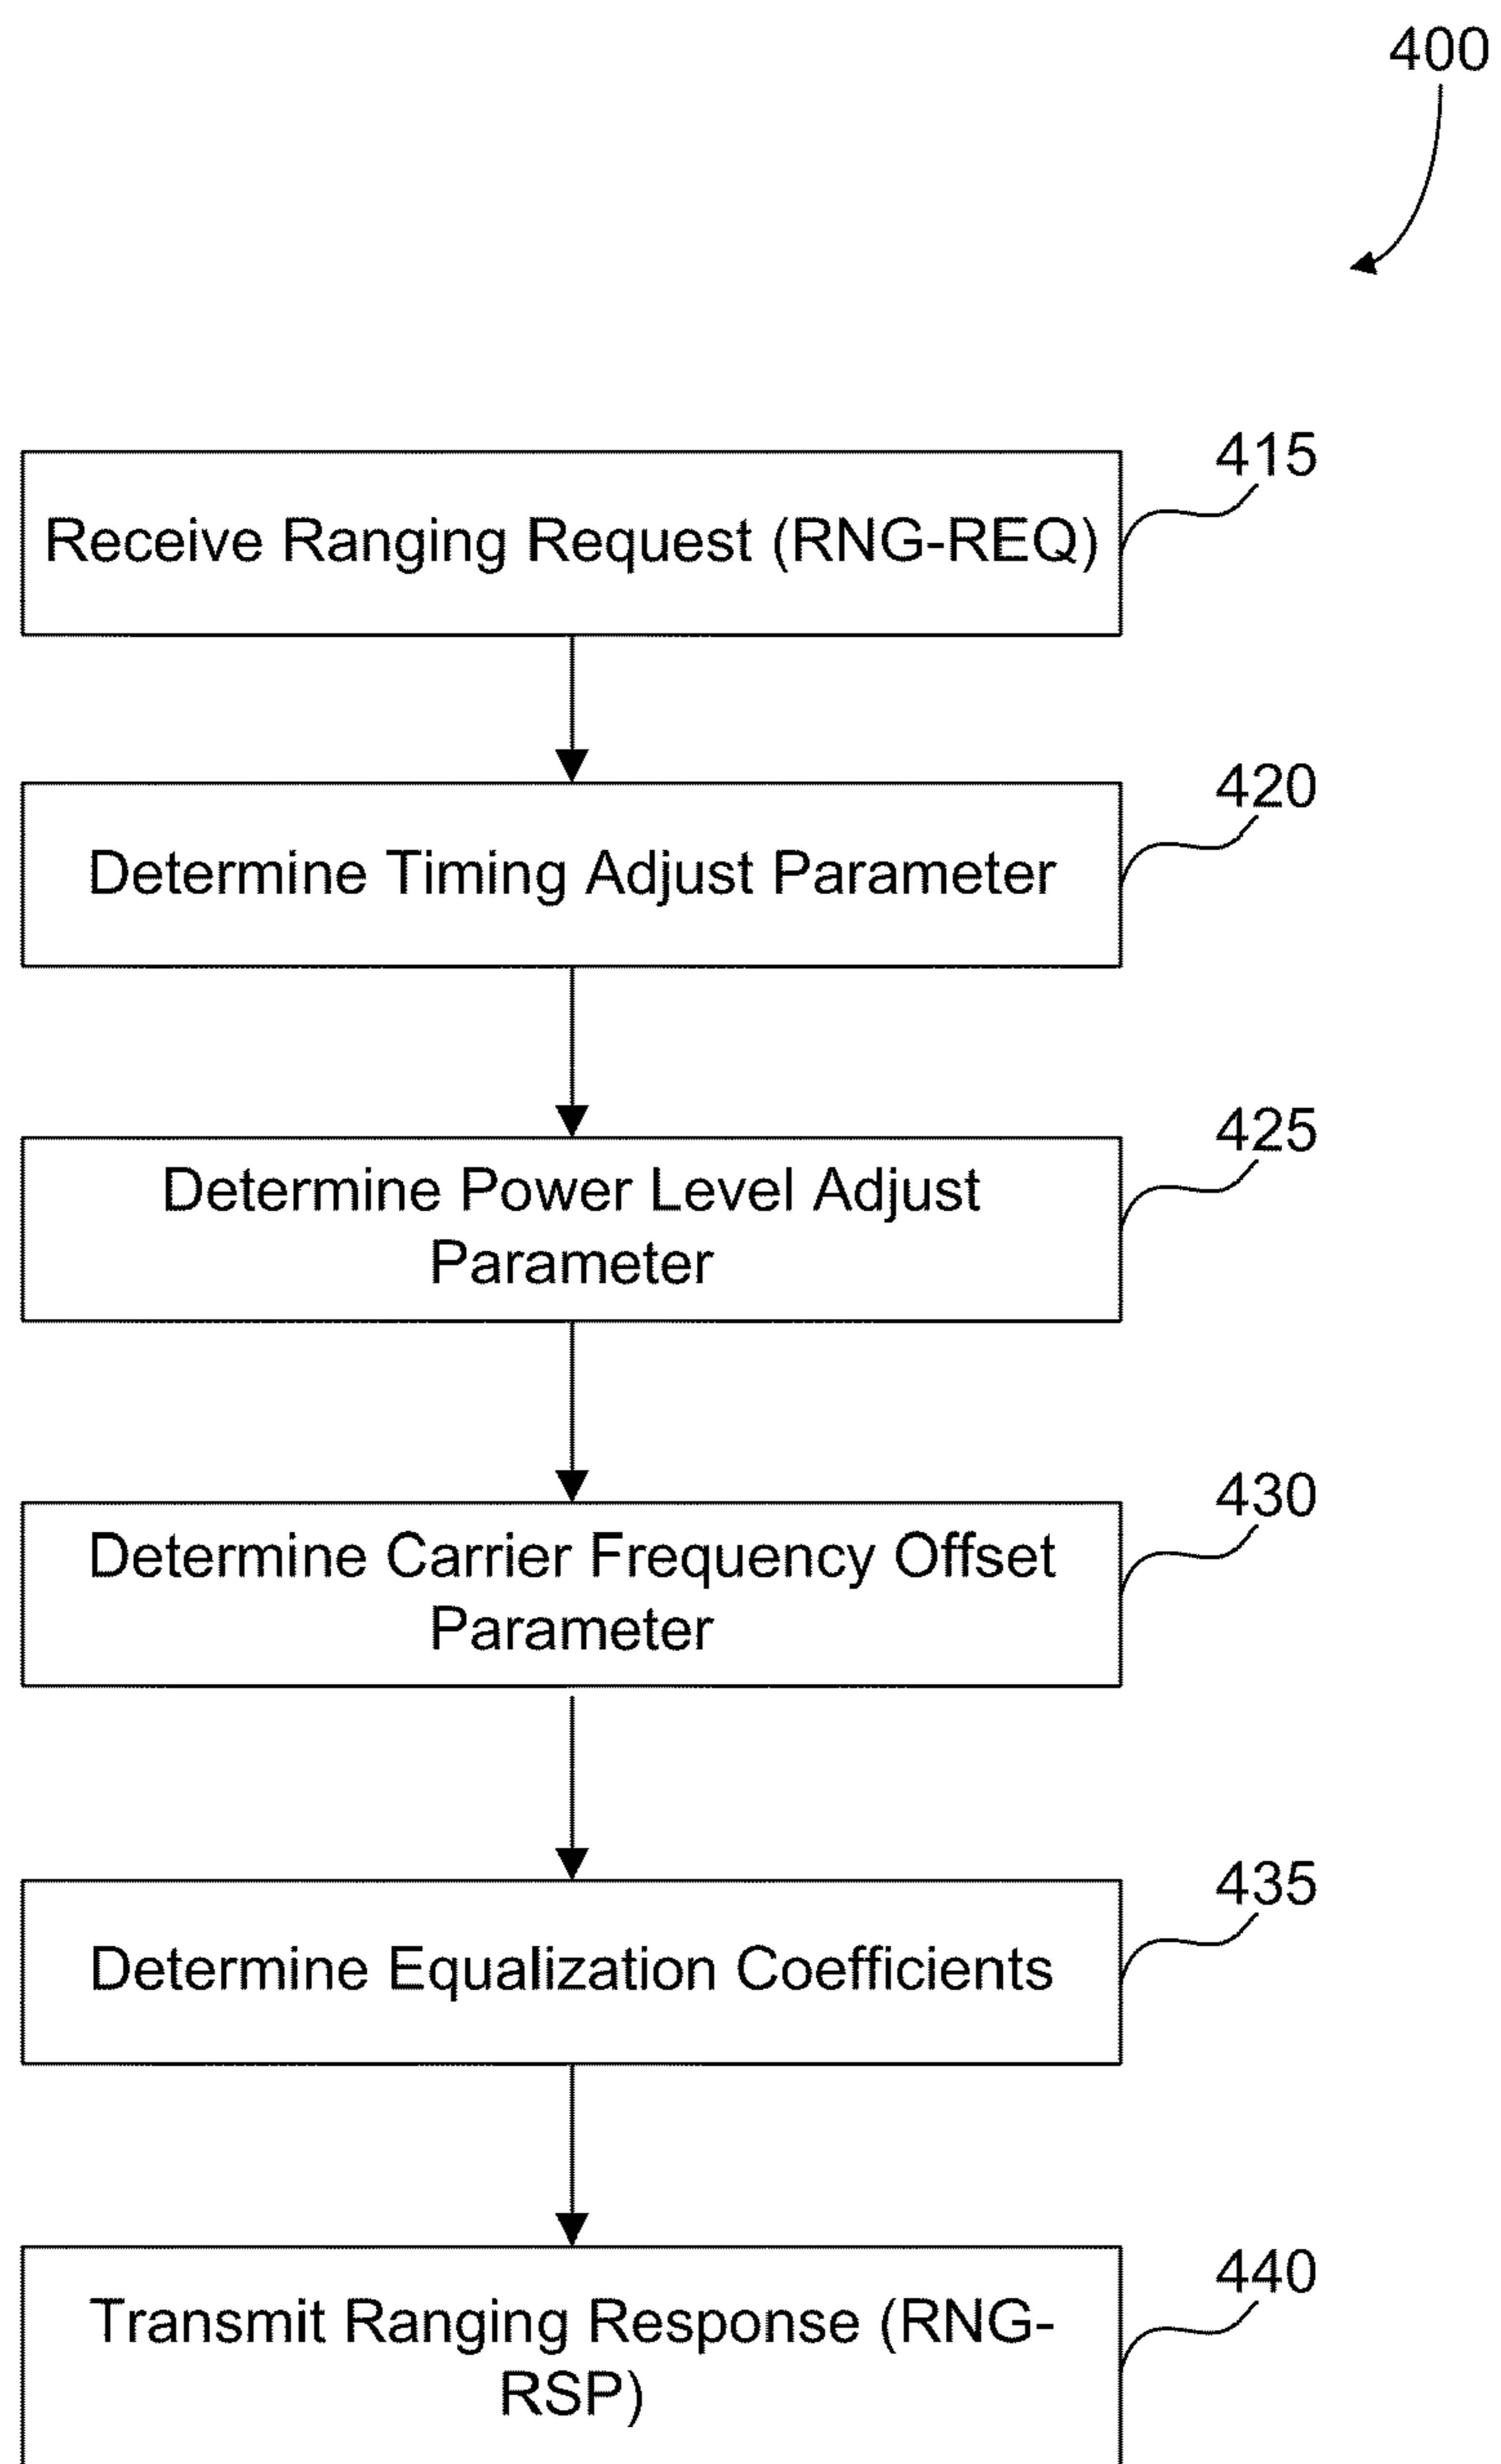 400
415
Receive Ranging Request (RNG-REQ)
420
Determine Timing Adjust Parameter
425
Determine Power Level Adjust
Parameter
430
Determine Carrier Frequency Offset
Parameter
435
Determine Equalization Coefficients
440
Transmit Ranging Response (RNG-
RSP)